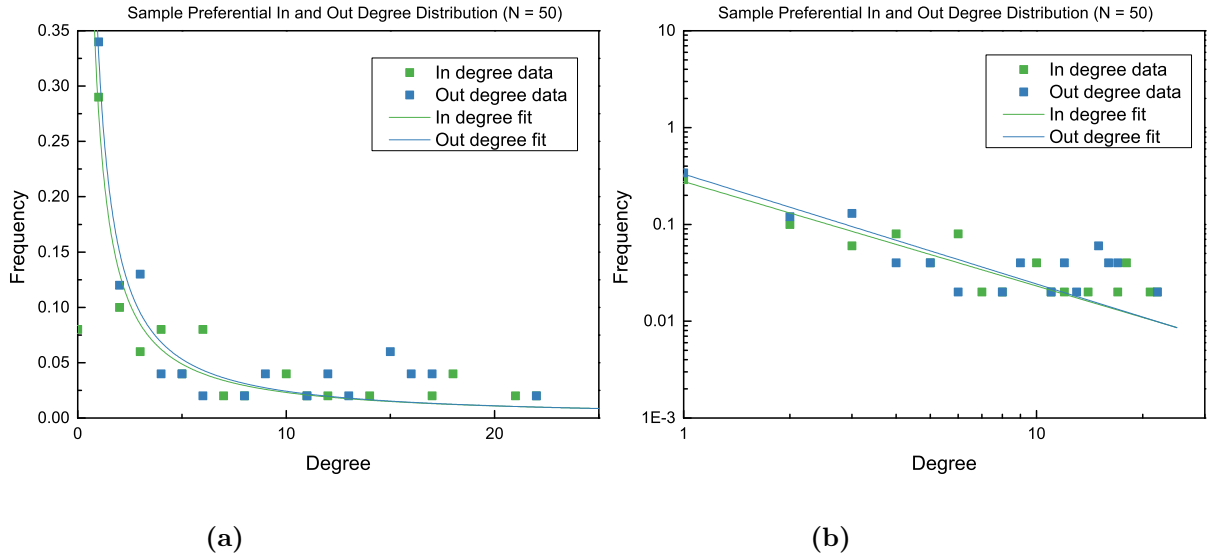 Sample Preferential In and Out Degree Distribution (N = 50)
0.35
0.30
0.25
0.20
0.15
0.10
0.05
0.00
Frequency
In degree data
Out degree data
In degree fit
Out degree fit
0 10 20
Degree
(a)
Sample Preferential In and Out Degree Distribution (N = 50)
10
1
0.1
0.01
1E-3
Frequency
In degree data
Out degree data
In degree fit
Out degree fit
1 10
Degree
(b)